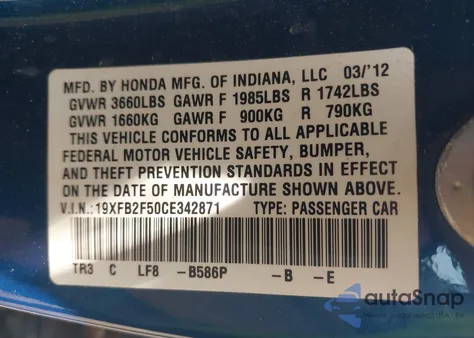 MFD. BY HONDA MFG. OF INDIANA, LLC 03/'12
GVWR 3660LBS GAWR F 1985LBS R 1742LBS
GVWR 1660KG GAWR F 900KG R 790KG
THIS VEHICLE CONFORMS TO ALL APPLICABLE
FEDERAL MOTOR VEHICLE SAFETY, BUMPER,
AND THEFT PREVENTION STANDARDS IN EFFECT
ON THE DATE OF MANUFACTURE SHOWN ABOVE.
V.I.N.: 19XFB2F50CE342871 TYPE: PASSENGER CAR
TR3 C LF8 -B586P -B -E
autoSnap